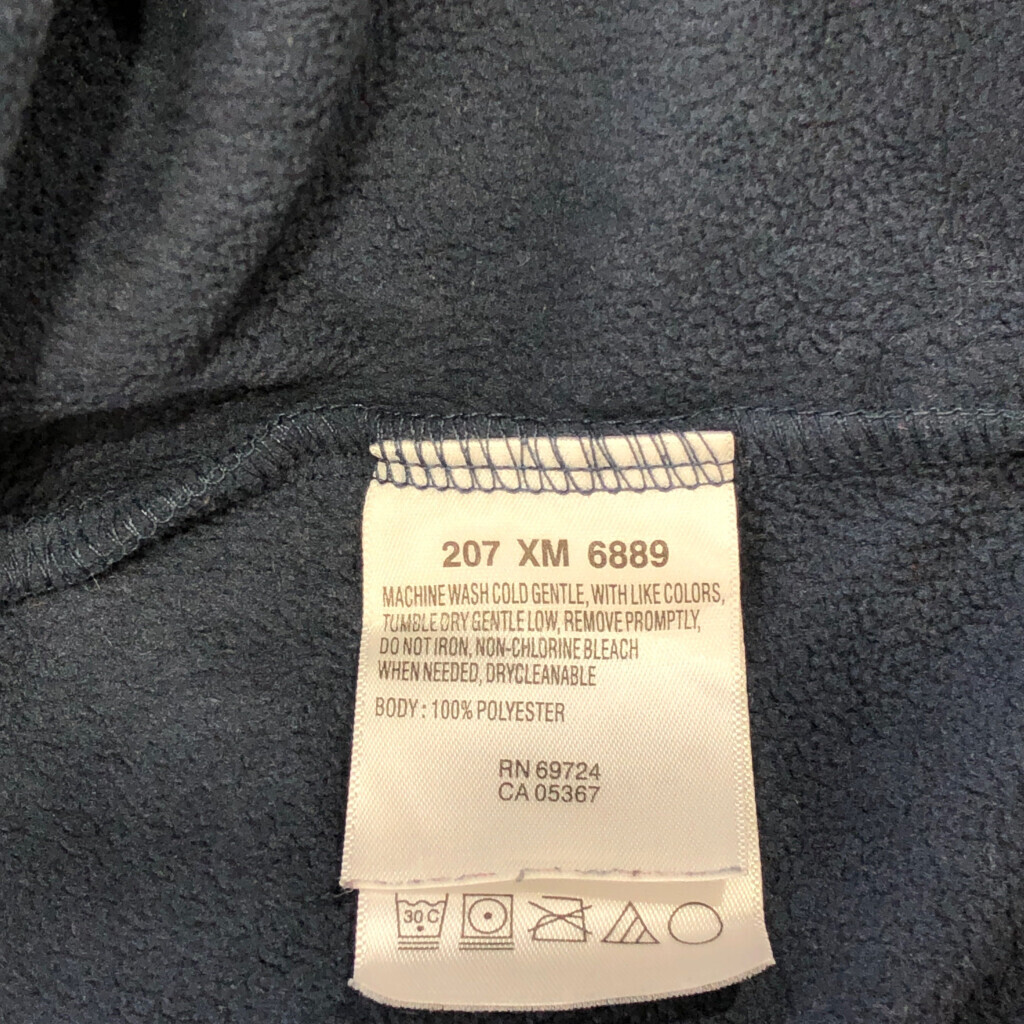 207 XM 6889
MACHINE WASH COLD GENTLE, WITH LIKE COLORS,
TUMBLE DRY GENTLE LOW, REMOVE PROMPTLY,
DO NOT IRON, NON-CHLORINE BLEACH
WHEN NEEDED, DRYCLEANABLE
BODY : 100% POLYESTER
RN 69724
CA 05367
30 C